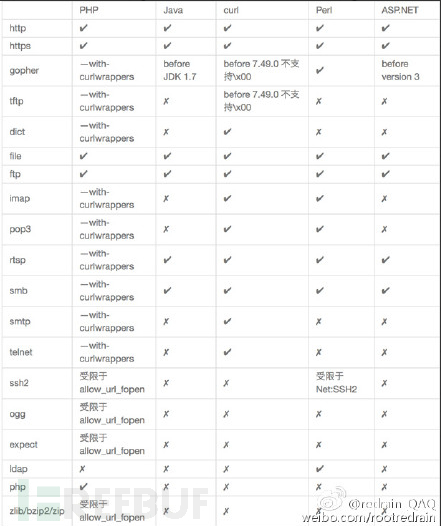 PHP Java curl Perl ASP.NET
http ✔ ✔ ✔ ✔ ✔
https ✔ ✔ ✔ ✔ ✔
gopher —with-curlwrappers before JDK 1.7 before 7.49.0 不支持\x00 ✔ before version 3
tftp —with-curlwrappers ✗ before 7.49.0 不支持\x00 ✗ ✗
dict —with-curlwrappers ✗ ✔ ✗ ✗
file ✔ ✔ ✔ ✔ ✔
ftp ✔ ✔ ✔ ✔ ✔
imap —with-curlwrappers ✗ ✔ ✔ ✗
pop3 —with-curlwrappers ✗ ✔ ✔ ✗
rtsp —with-curlwrappers ✔ ✔ ✔ ✔
smb —with-curlwrappers ✔ ✔ ✔ ✔
smtp —with-curlwrappers ✗ ✔ ✗ ✗
telnet —with-curlwrappers ✗ ✔ ✗ ✗
ssh2 受限于 allow_url_fopen ✗ ✗ 受限于 Net:SSH2 ✗
ogg 受限于 allow_url_fopen ✗ ✗ ✗ ✗
expect 受限于 allow_url_fopen ✗ ✗ ✗ ✗
ldap ✗ ✗ ✗ ✔ ✗
php ✔ ✗ ✗ ✗ ✗
zlib/bzip2/zip 受限于 allow_url_fopen ✗ ✗ ✗ ✗
FREEBUF
@redrain_QAQ
weibo.com/rootredrain